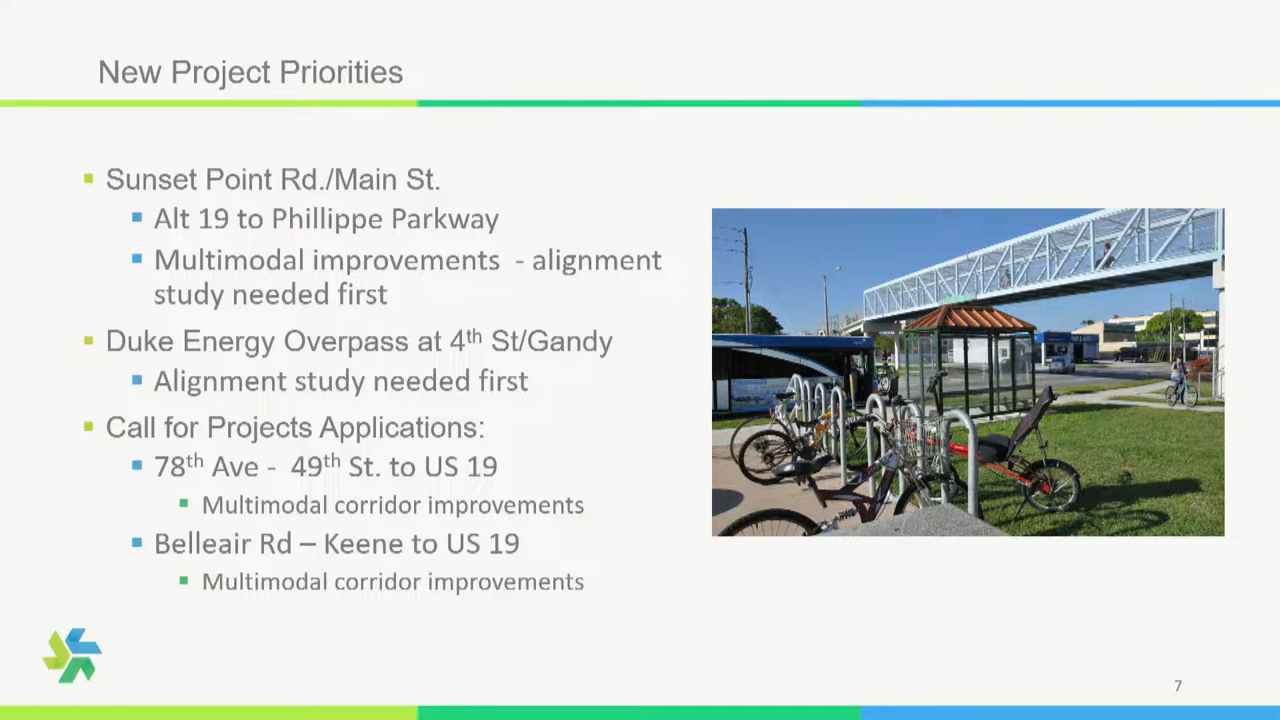 New Project Priorities
Sunset Point Rd./Main St.
Alt 19 to Phillippe Parkway
Multimodal improvements - alignment
study needed first
Duke Energy Overpass at 4th St/Gandy
Alignment study needed first
Call for Projects Applications:
78th Ave - 49th St. to US 19
Multimodal corridor improvements
Belleair Rd – Keene to US 19
Multimodal corridor improvements
7